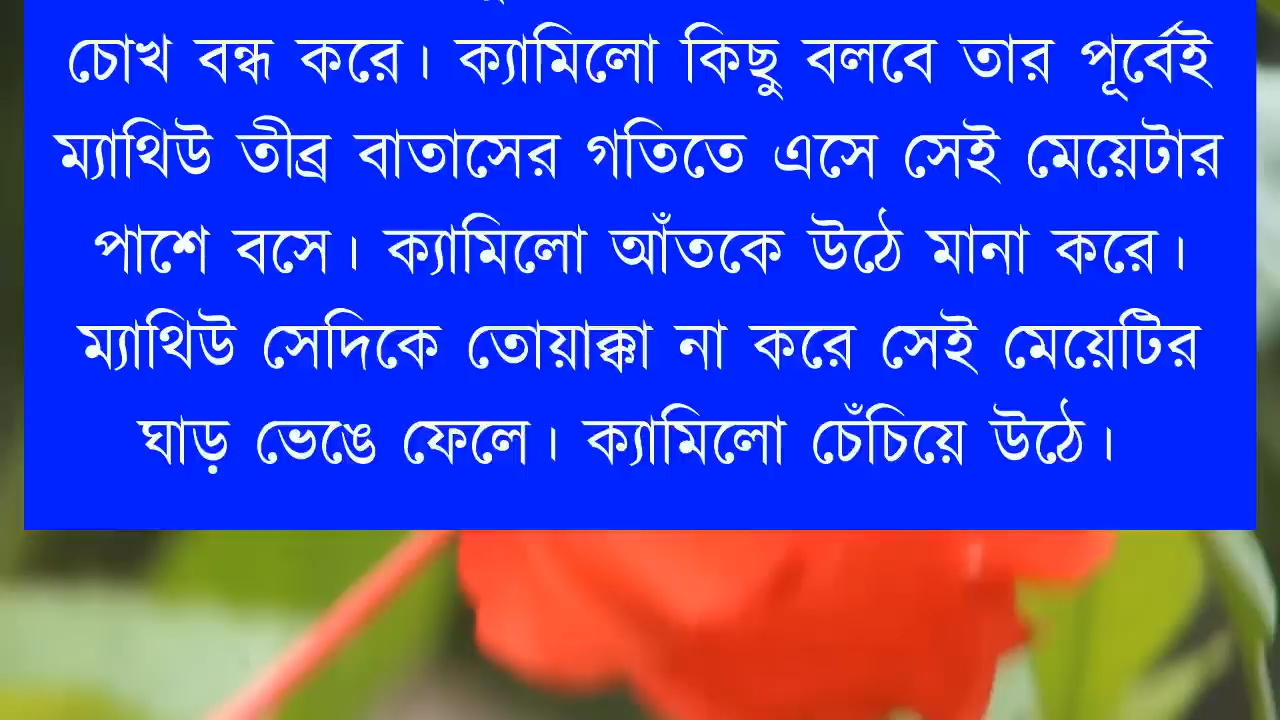 চোখ বন্ধ করে। ক্যামিলো কিছু বলবে তার পূর্বেই
ম্যাথিউ তীব্র বাতাসের গতিতে এসে সেই মেয়েটার
পাশে বসে। ক্যামিলো আঁতকে উঠে মানা করে।
ম্যাথিউ সেদিকে তোয়াক্কা না করে সেই মেয়েটির
ঘাড় ভেঙে ফেলে। ক্যামিলো চেঁচিয়ে উঠে।